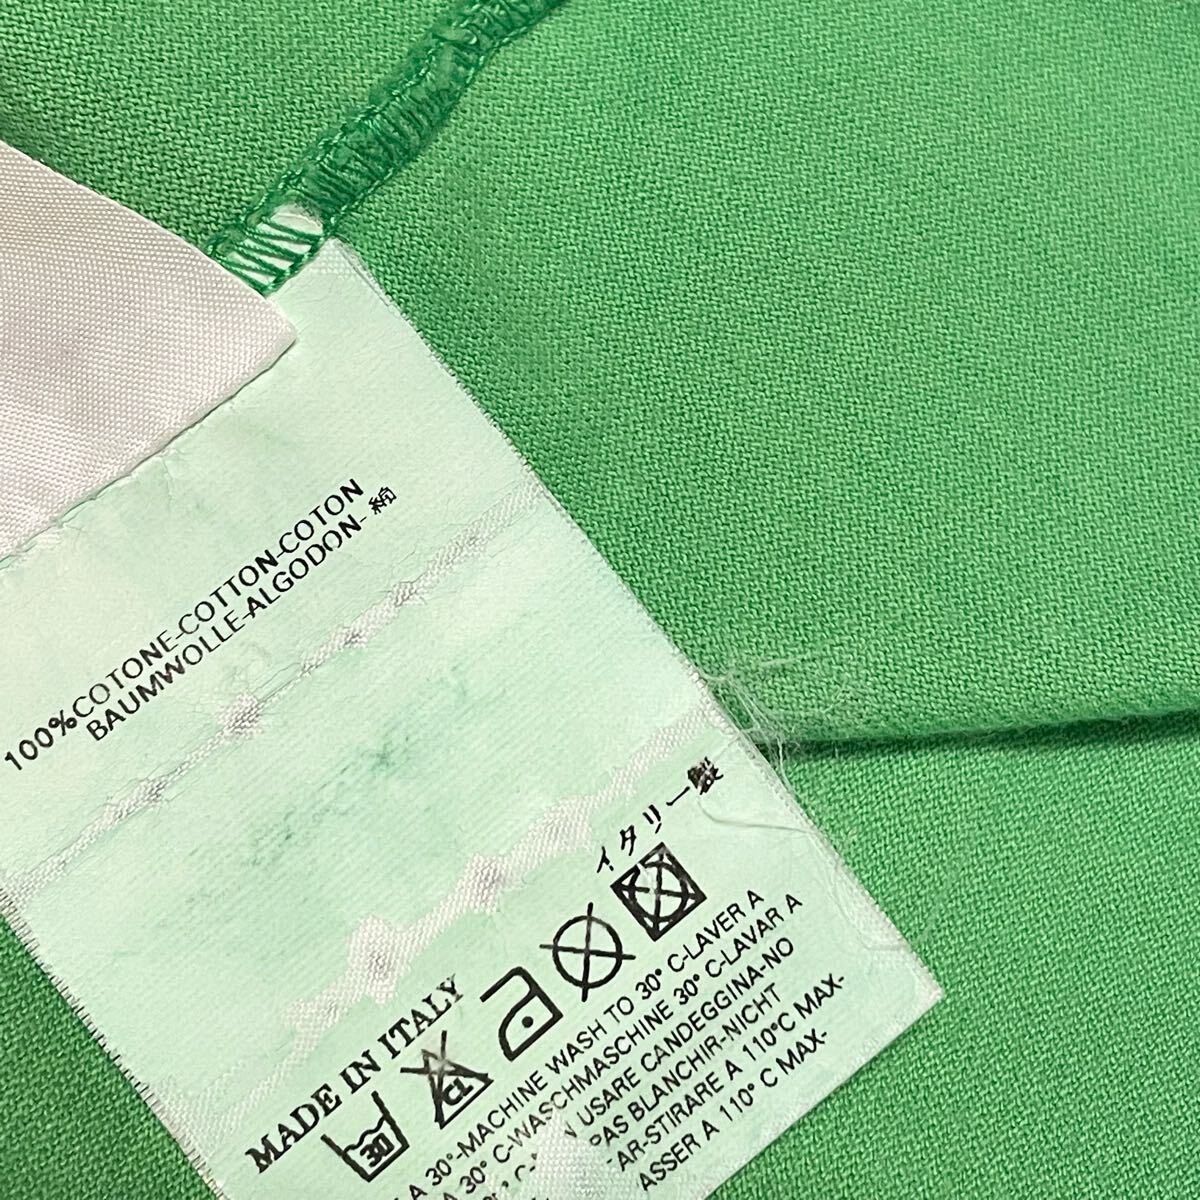 100%COTONE-COTTON-COTON
BAUMWOLLE-ALGODON-綿
イタリー製
MADE IN ITALY
30
CL
A 30°-MACHINE WASH TO 30° C-LAVER A
A 30° C-WASCHMASCHINE 30° C-LAVAR A
USARE CANDEGGINA-NO
PAS BLANCHIR-NICHT
AR-STIRARE A 110°C MAX-
ASSER A 110° C MAX-